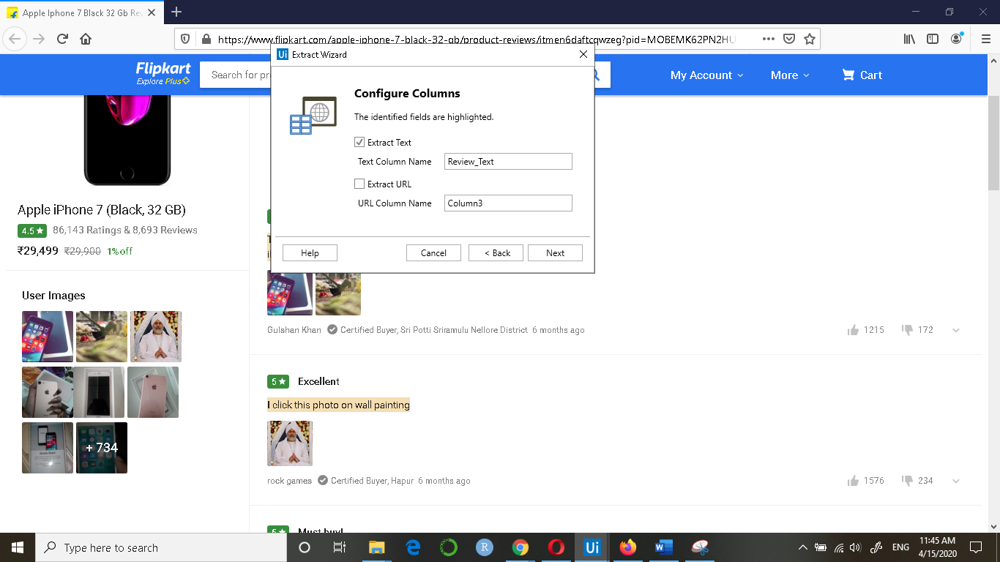 Apple Iphone 7 Black 32 Gb Rev
https://www.flipkart.com/apple-iphone-7-black-32-gb/product-reviews/itmen6daftcqwzeg?pid=MOBEMK62PN2HU
Flipkart
Explore Plus
Search for pr
My Account
More
Cart
Ui Extract Wizard
Configure Columns
The identified fields are highlighted.
Extract Text
Text Column Name Review_Text
Extract URL
URL Column Name Column3
Help Cancel < Back Next
Apple iPhone 7 (Black, 32 GB)
4.5★ 86,143 Ratings & 8,693 Reviews
₹29,499 ₹29,900 1% off
User Images
+ 734
Gulshan Khan Certified Buyer, Sri Potti Sriramulu Nellore District 6 months ago 1215 172
5★ Excellent
I click this photo on wall painting
rock games Certified Buyer, Hapur 6 months ago 1576 234
5★ Must buy!
Type here to search
R
Ui
W
ENG
11:45 AM
4/15/2020